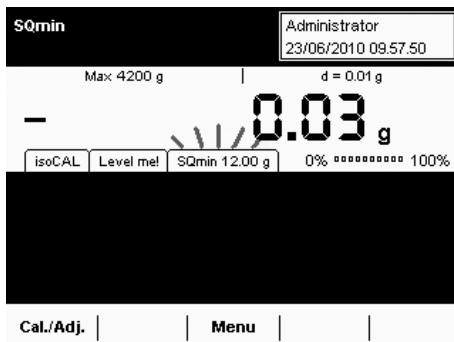 SQmin
Administrator
23/06/2010 09.57.50
Max 4200 g
d = 0.01 g
– 0.03 g
isoCAL Level me! SQmin 12.00 g 0% 100%
Cal./Adj. Menu